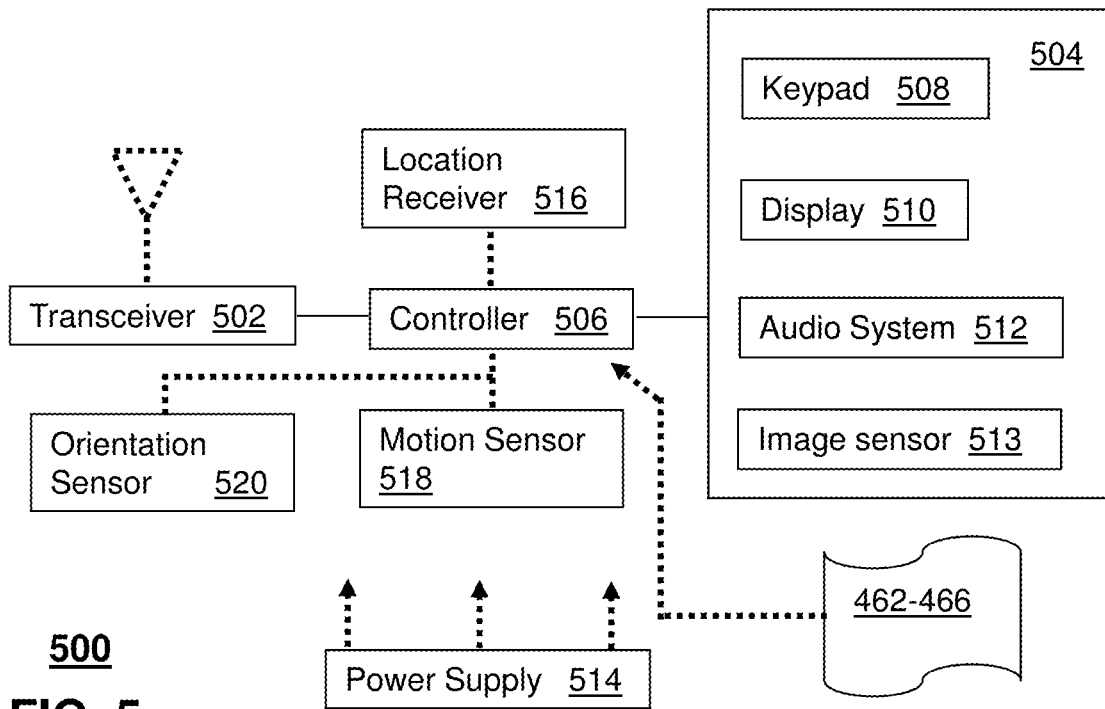 504
Keypad 508
Location
Receiver 516
Display 510
Transceiver 502
Controller 506
Audio System 512
Orientation
Sensor 520
Motion Sensor
518
Image sensor 513
462-466
500
Power Supply 514
FIG. 5